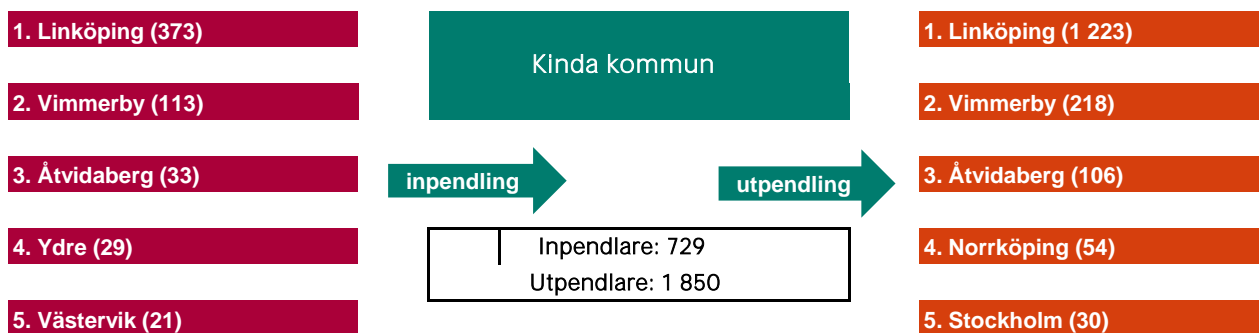 1. Linköping (373)
2. Vimmerby (113)
3. Åtvidaberg (33)
4. Ydre (29)
5. Västervik (21)
Kinda kommun
inpendling
utpendling
Inpendlare: 729
Utpendlare: 1 850
1. Linköping (1 223)
2. Vimmerby (218)
3. Åtvidaberg (106)
4. Norrköping (54)
5. Stockholm (30)